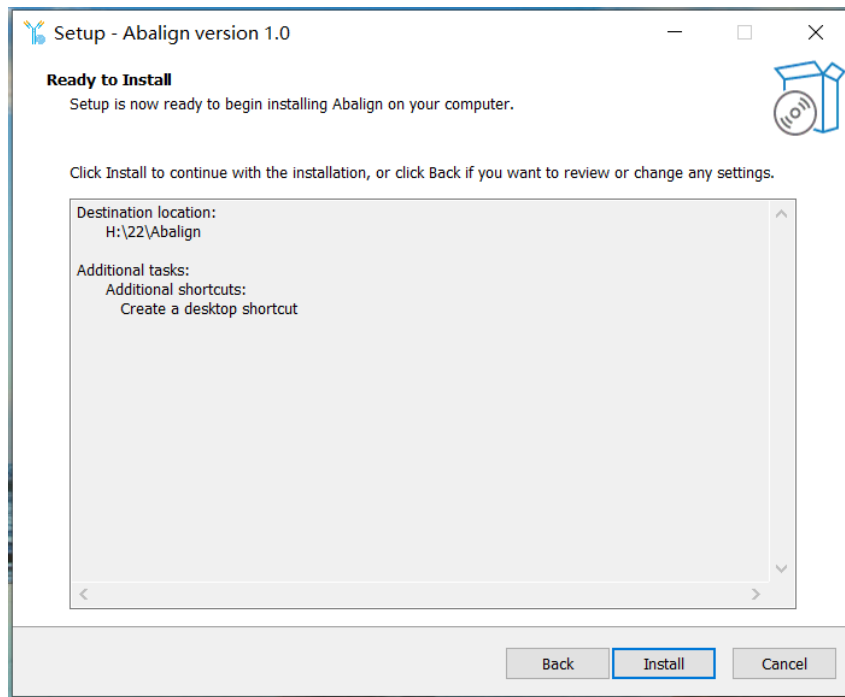 Setup - Abalign version 1.0
Ready to Install
Setup is now ready to begin installing Abalign on your computer.
Click Install to continue with the installation, or click Back if you want to review or change any settings.
Destination location:
H:\22\Abalign
Additional tasks:
Additional shortcuts:
Create a desktop shortcut
Back Install Cancel